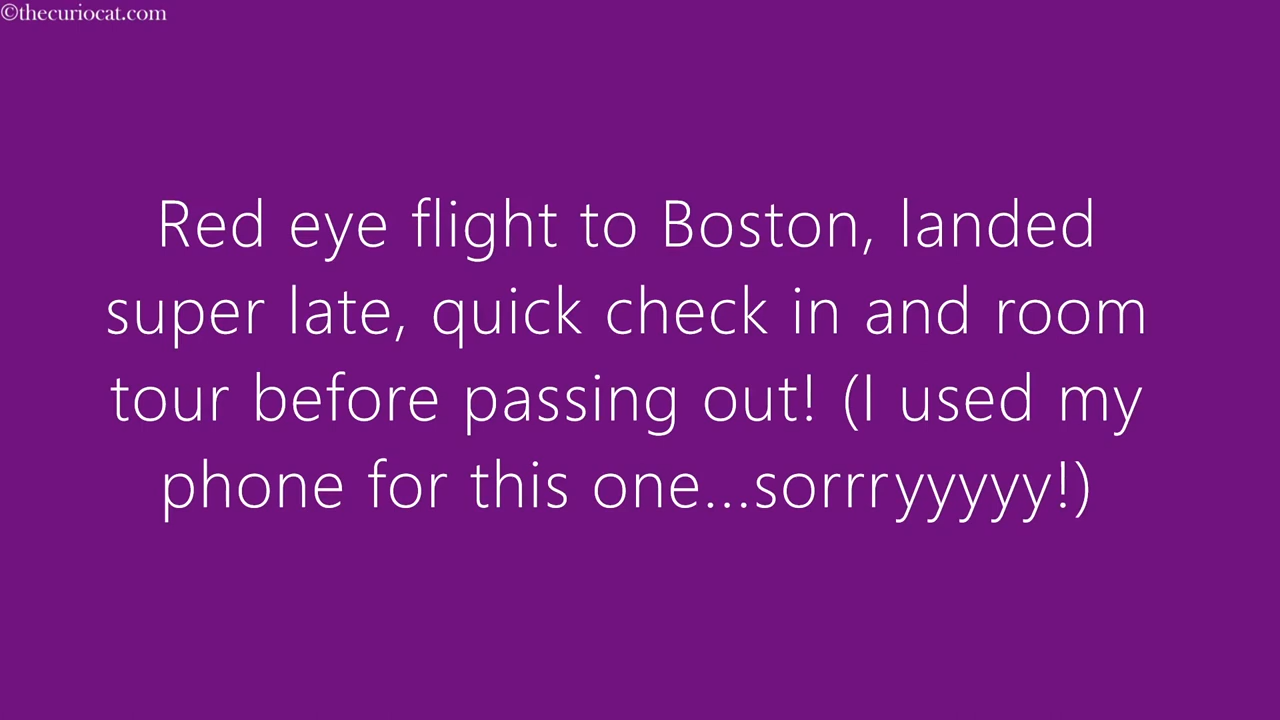 ©thecuriocat.com
Red eye flight to Boston, landed
super late, quick check in and room
tour before passing out! (I used my
phone for this one...sorrryyyyy!)